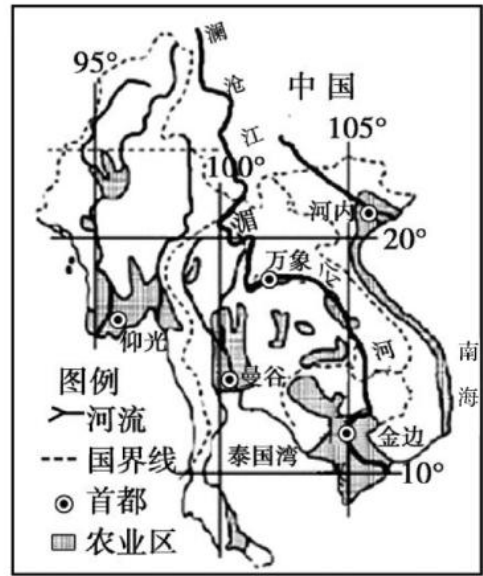 澜
沧
江
95°
中国
105°
100°
河内
湄
20°
万象
公
河
仰光
南
海
曼谷
图例
河流
金边
国界线
泰国湾
10°
首都
农业区